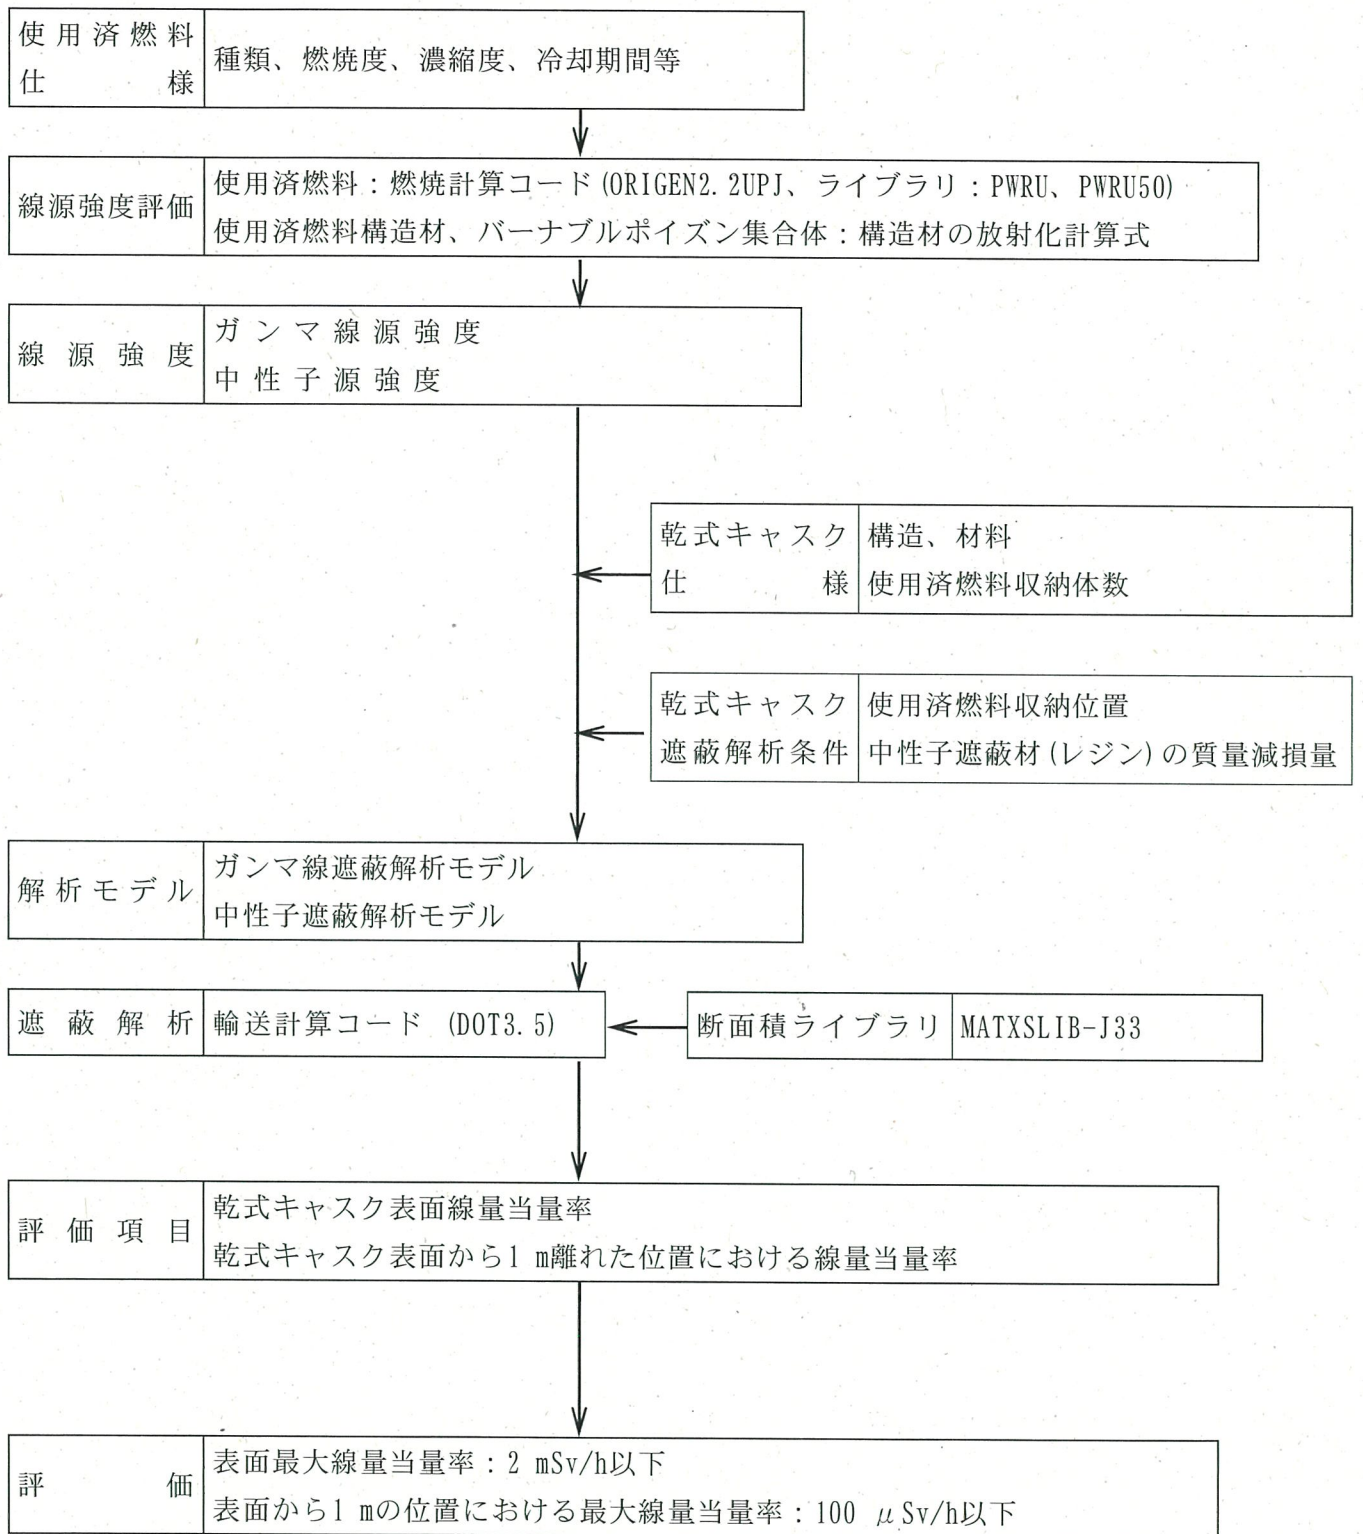 使用済燃料
仕様
種類、燃焼度、濃縮度、冷却期間等
線源強度評価
使用済燃料：燃焼計算コード(ORIGEN2.2UPJ、ライブラリ：PWRU、PWRU50)
使用済燃料構造材、バーナブルポイズン集合体：構造材の放射化計算式
線源強度
ガンマ線源強度
中性子源強度
乾式キャスク
仕様
構造、材料
使用済燃料収納体数
乾式キャスク
遮蔽解析条件
使用済燃料収納位置
中性子遮蔽材(レジン)の質量減損量
解析モデル
ガンマ線遮蔽解析モデル
中性子遮蔽解析モデル
遮蔽解析
輸送計算コード (DOT3.5)
断面積ライブラリ
MATXSLIB-J33
評価項目
乾式キャスク表面線量当量率
乾式キャスク表面から1 m離れた位置における線量当量率
評価
表面最大線量当量率：2 mSv/h以下
表面から1 mの位置における最大線量当量率：100 μSv/h以下